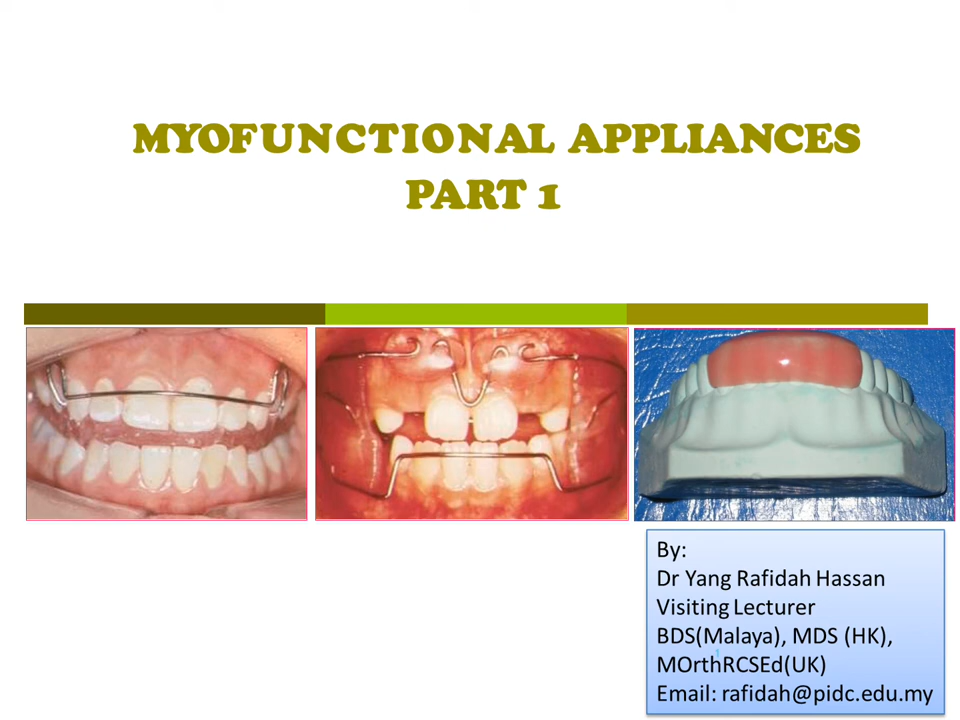 MYOFUNCTIONAL APPLIANCES
PART 1
By:
Dr Yang Rafidah Hassan
Visiting Lecturer
BDS(Malaya), MDS (HK),
1
MOrthRCSEd(UK)
Email: rafidah@pidc.edu.my